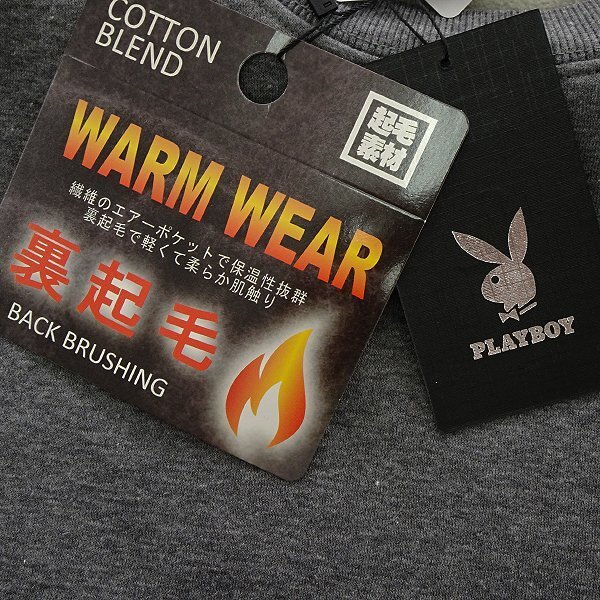 COTTON
BLEND
起毛
素材
WARM WEAR
繊維のエアーポケットで保温性抜群
裏起毛で軽くて柔らか肌触り
裏起毛
BACK BRUSHING
PLAYBOY